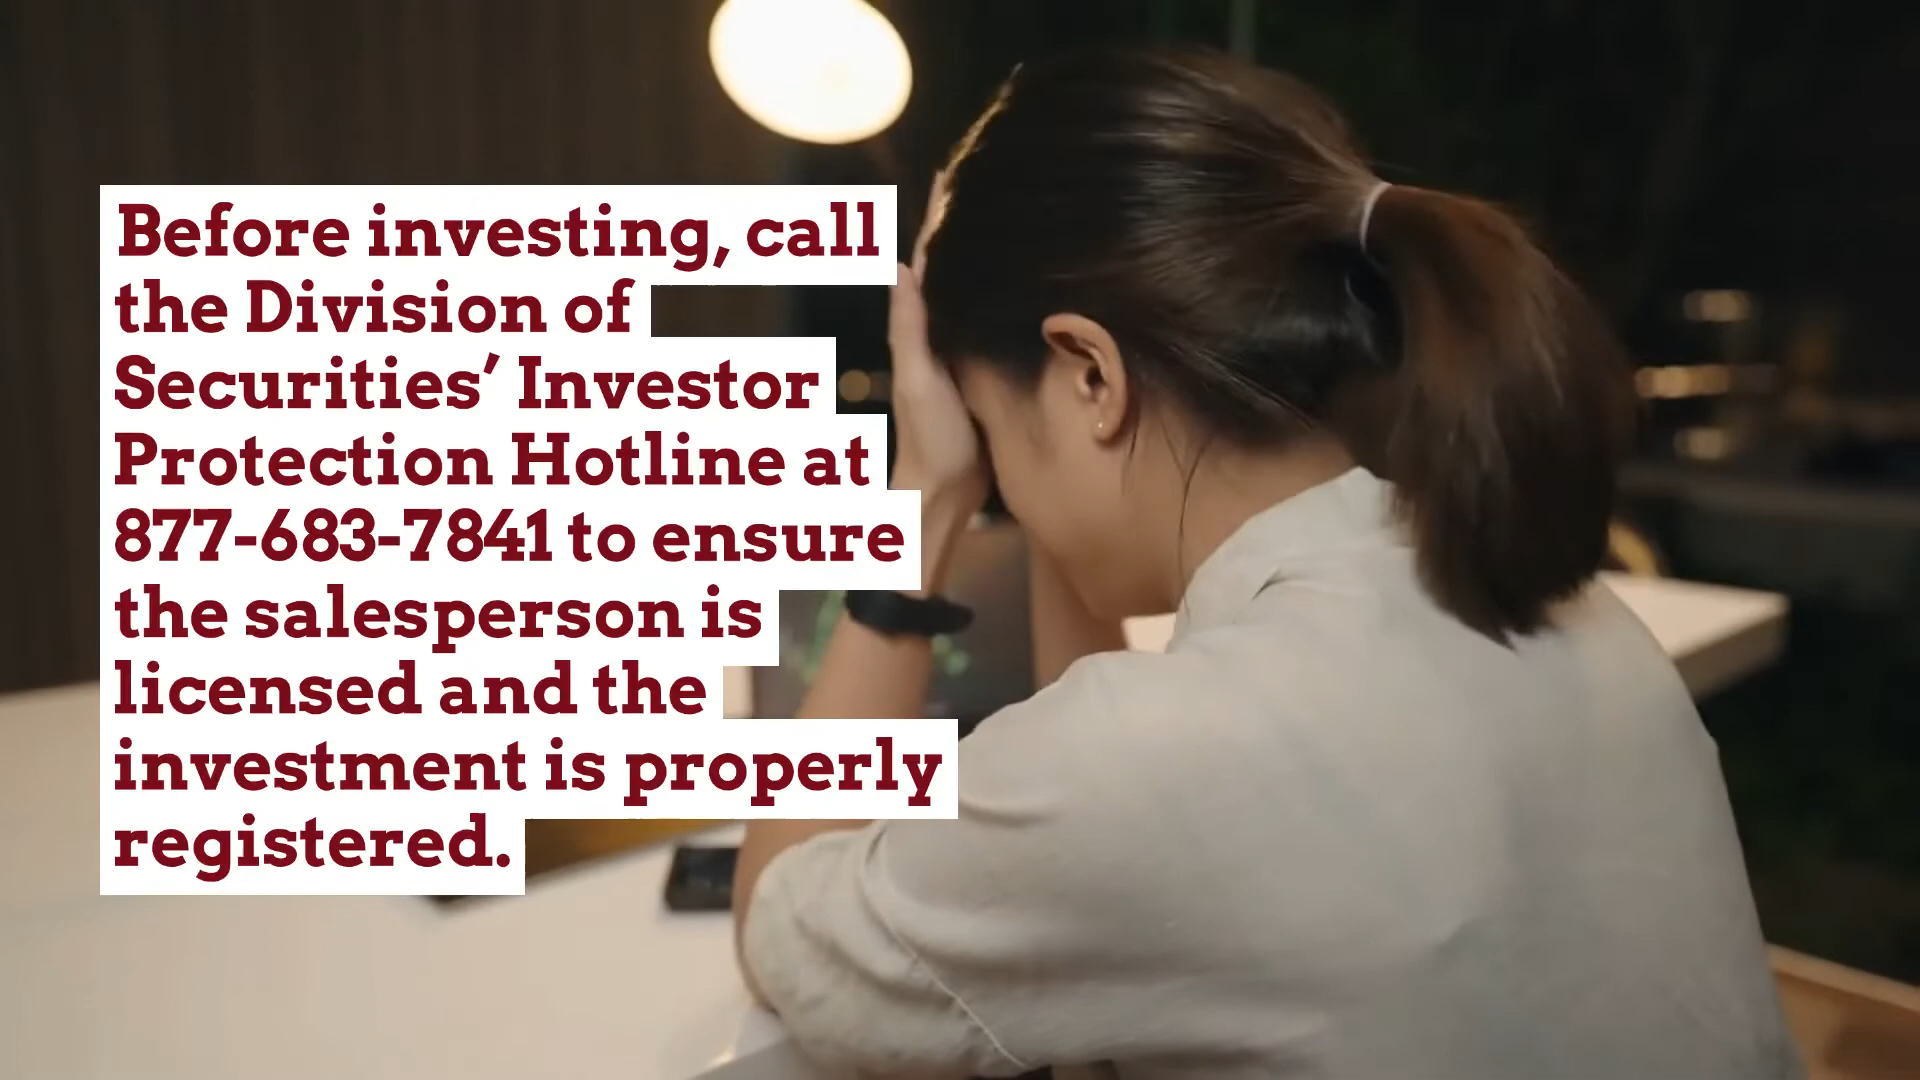 Before investing, call
the Division of
Securities’ Investor
Protection Hotline at
877-683-7841 to ensure
the salesperson is
licensed and the
investment is properly
registered.